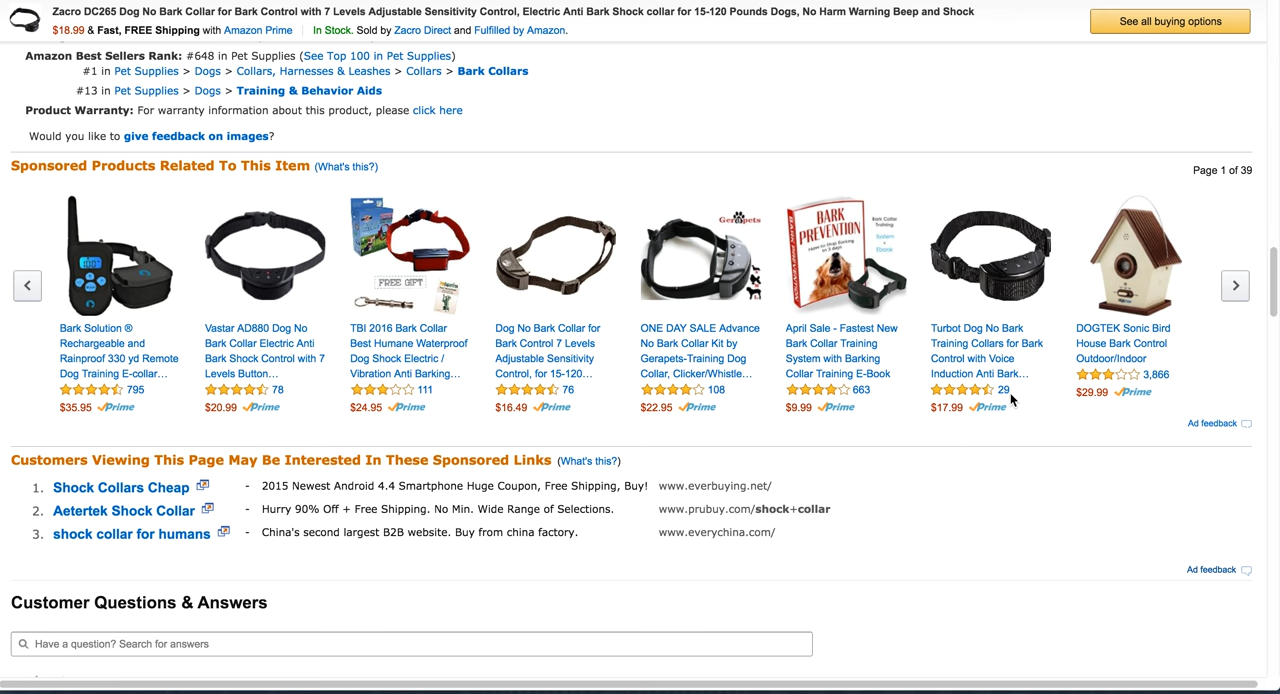 Zacro DC265 Dog No Bark Collar for Bark Control with 7 Levels Adjustable Sensitivity Control, Electric Anti Bark Shock collar for 15-120 Pounds Dogs, No Harm Warning Beep and Shock
$18.99 & Fast, FREE Shipping with Amazon Prime In Stock. Sold by Zacro Direct and Fulfilled by Amazon.
See all buying options
Amazon Best Sellers Rank: #648 in Pet Supplies (See Top 100 in Pet Supplies)
#1 in Pet Supplies > Dogs > Collars, Harnesses & Leashes > Collars > Bark Collars
#13 in Pet Supplies > Dogs > Training & Behavior Aids
Product Warranty: For warranty information about this product, please click here
Would you like to give feedback on images?
Sponsored Products Related To This Item (What's this?)
Page 1 of 39
FREE GIFT
Gerapets
BARK PREVENTION
Bark Collar
Training
Bark Solution ®
Rechargeable and
Rainproof 330 yd Remote
Dog Training E-collar...
795
$35.95 Prime
Vastar AD880 Dog No
Bark Collar Electric Anti
Bark Shock Control with 7
Levels Button...
78
$20.99 Prime
TBI 2016 Bark Collar
Best Humane Waterproof
Dog Shock Electric /
Vibration Anti Barking...
111
$24.95 Prime
Dog No Bark Collar for
Bark Control 7 Levels
Adjustable Sensitivity
Control, for 15-120...
76
$16.49 Prime
ONE DAY SALE Advance
No Bark Collar Kit by
Gerapets-Training Dog
Collar, Clicker/Whistle...
108
$22.95 Prime
April Sale - Fastest New
Bark Collar Training
System with Barking
Collar Training E-Book
663
$9.99 Prime
Turbot Dog No Bark
Training Collars for Bark
Control with Voice
Induction Anti Bark...
29
$17.99 Prime
DOGTEK Sonic Bird
House Bark Control
Outdoor/Indoor
3,866
$29.99 Prime
Ad feedback
Customers Viewing This Page May Be Interested In These Sponsored Links (What's this?)
1. Shock Collars Cheap - 2015 Newest Android 4.4 Smartphone Huge Coupon, Free Shipping, Buy! www.everbuying.net/
2. Aetertek Shock Collar - Hurry 90% Off + Free Shipping. No Min. Wide Range of Selections. www.prubuy.com/shock+collar
3. shock collar for humans - China's second largest B2B website. Buy from china factory. www.everychina.com/
Ad feedback
Customer Questions & Answers
Have a question? Search for answers